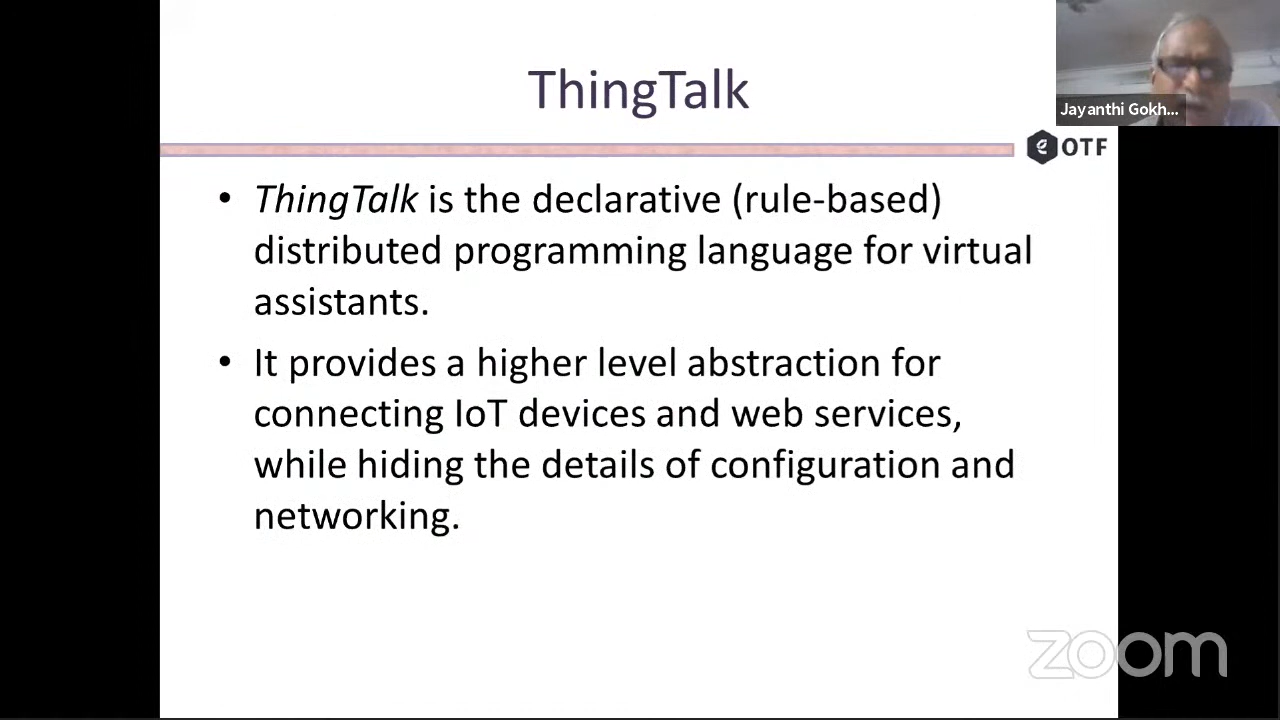 ThingTalk
Jayanthi Gokh...
OTF
• ThingTalk is the declarative (rule-based)
distributed programming language for virtual
assistants.
• It provides a higher level abstraction for
connecting IoT devices and web services,
while hiding the details of configuration and
networking.
zoom